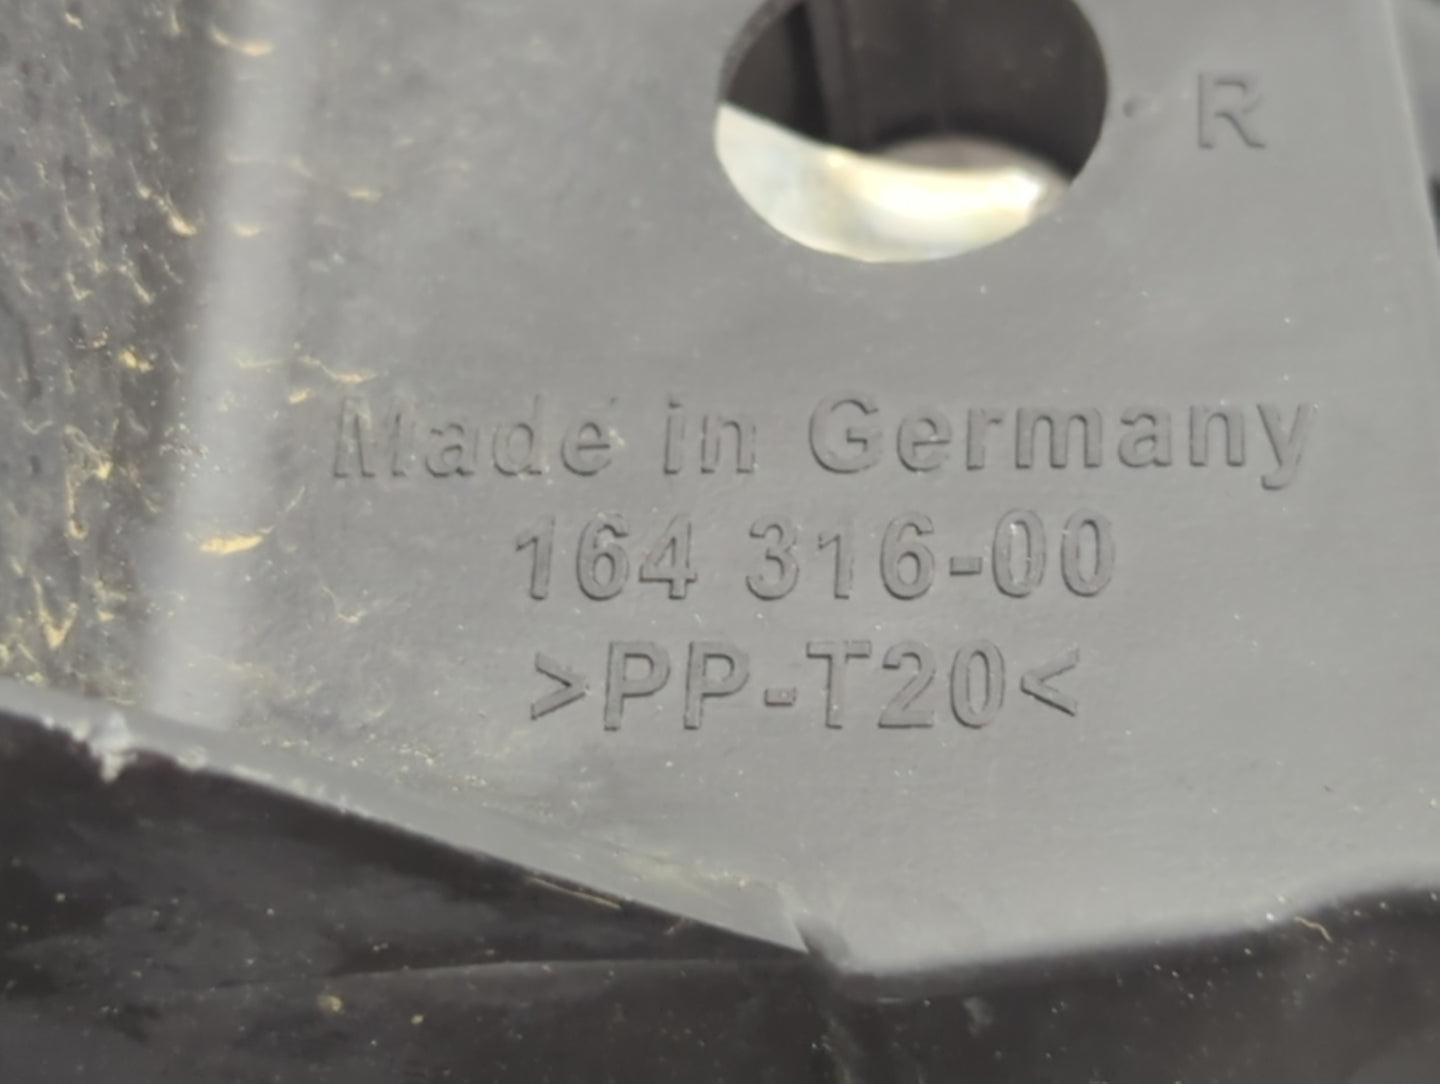 R
Made in Germany
164 316-00
>PP-T20<